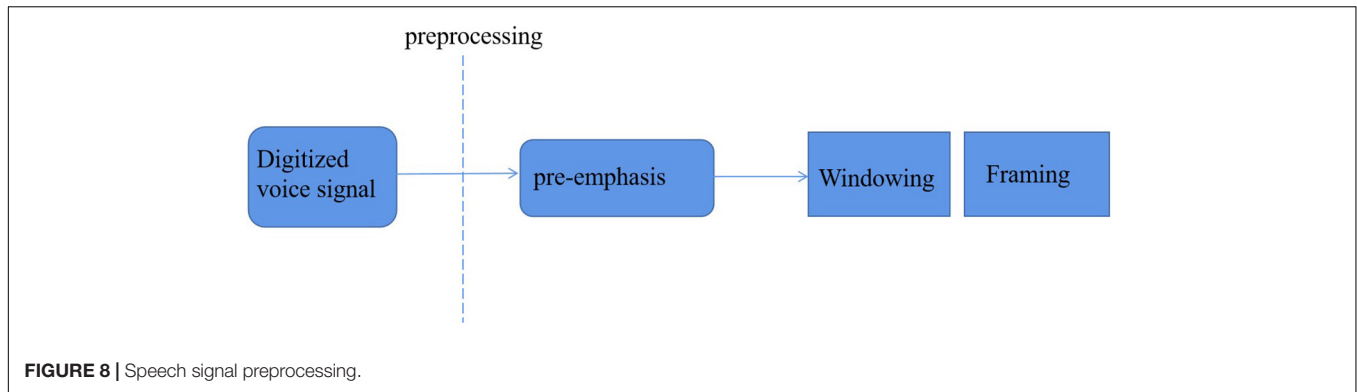 preprocessing
Digitized
voice signal
pre-emphasis
Windowing
Framing
FIGURE 8 | Speech signal preprocessing.